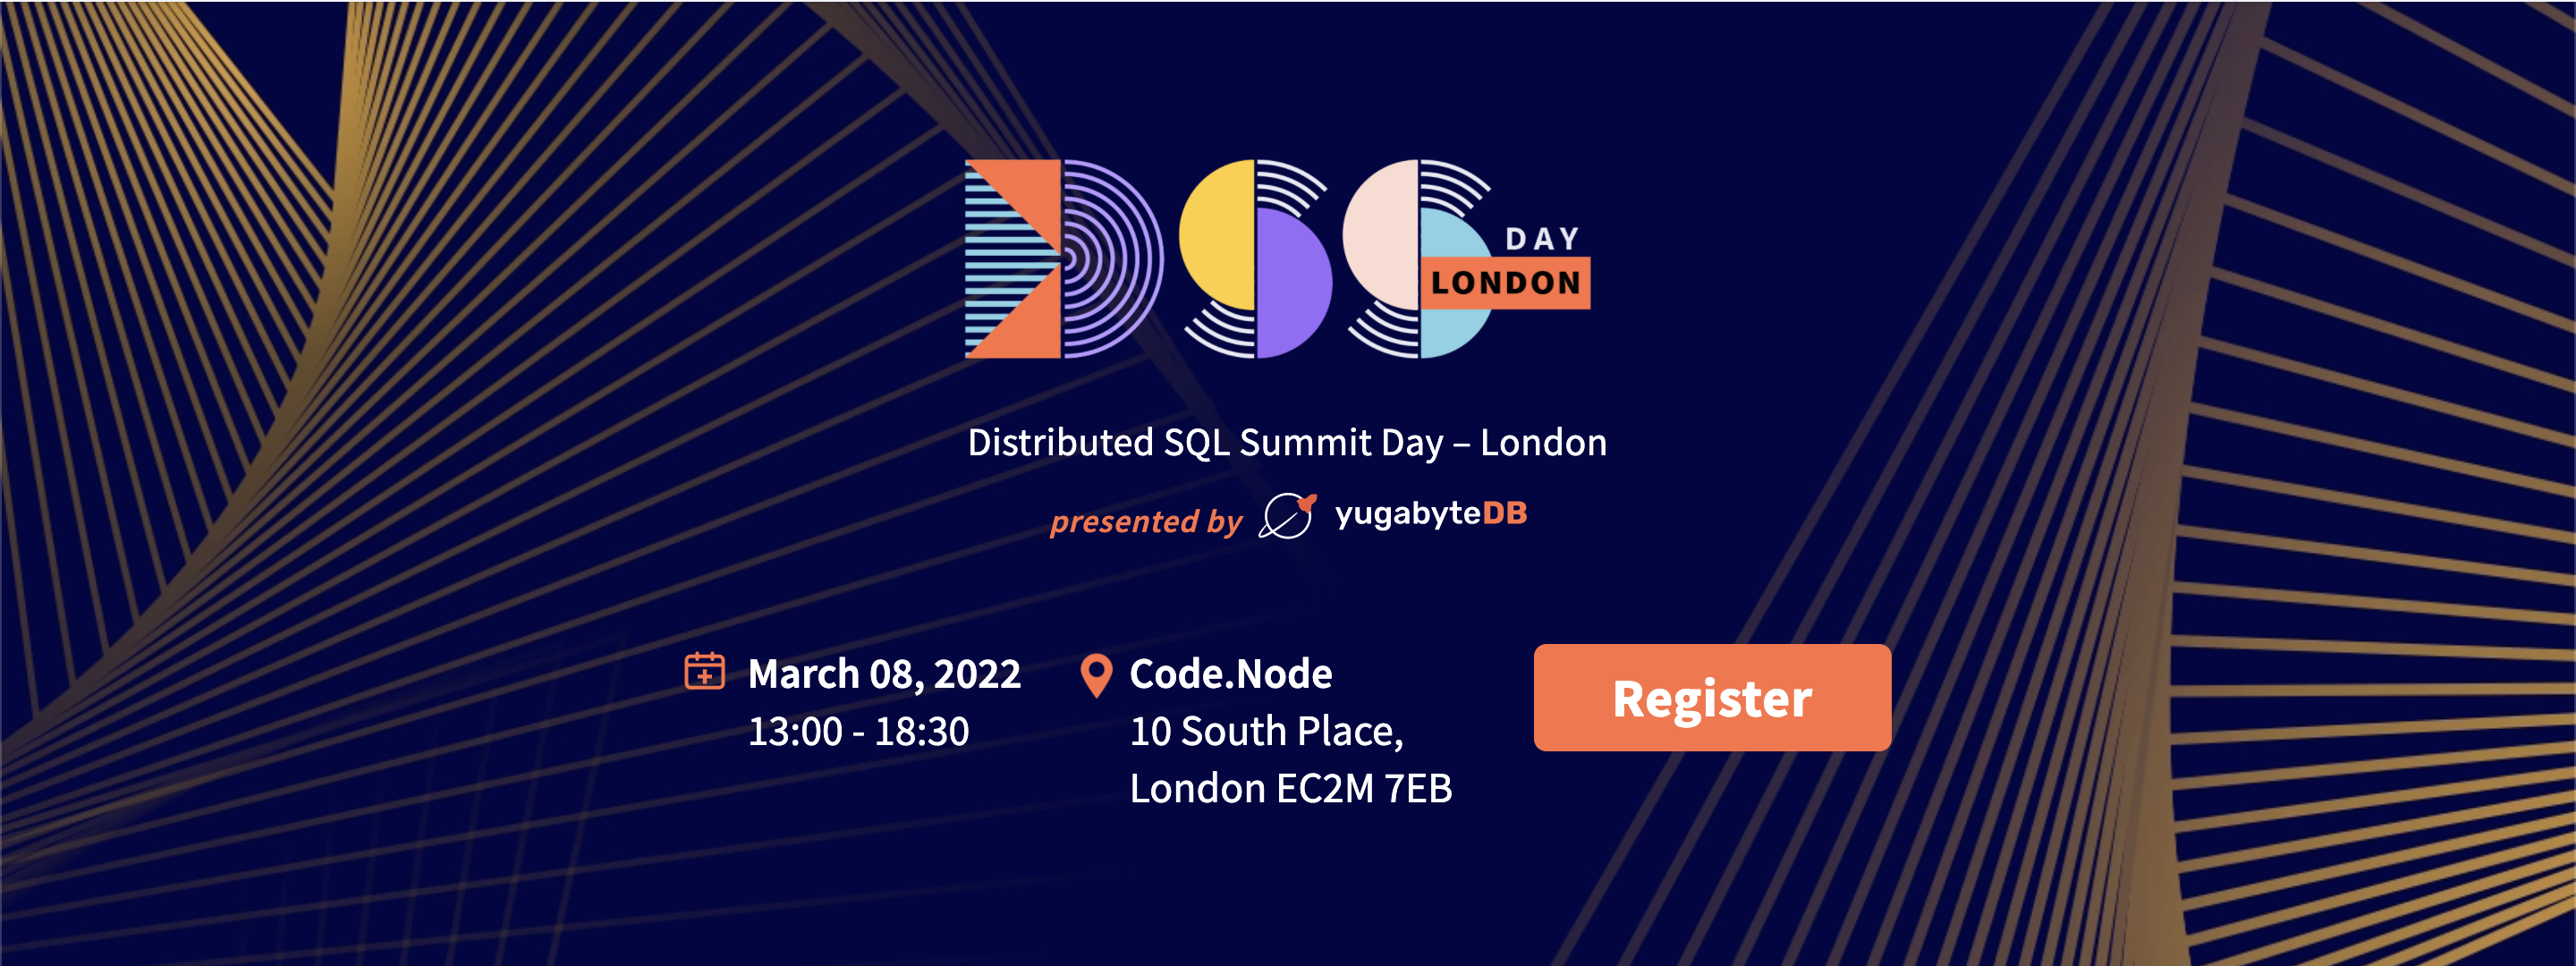 DSS
DAY
LONDON
Distributed SQL Summit Day – London
presented by yugabyteDB
March 08, 2022
13:00 - 18:30
Code.Node
10 South Place,
London EC2M 7EB
Register